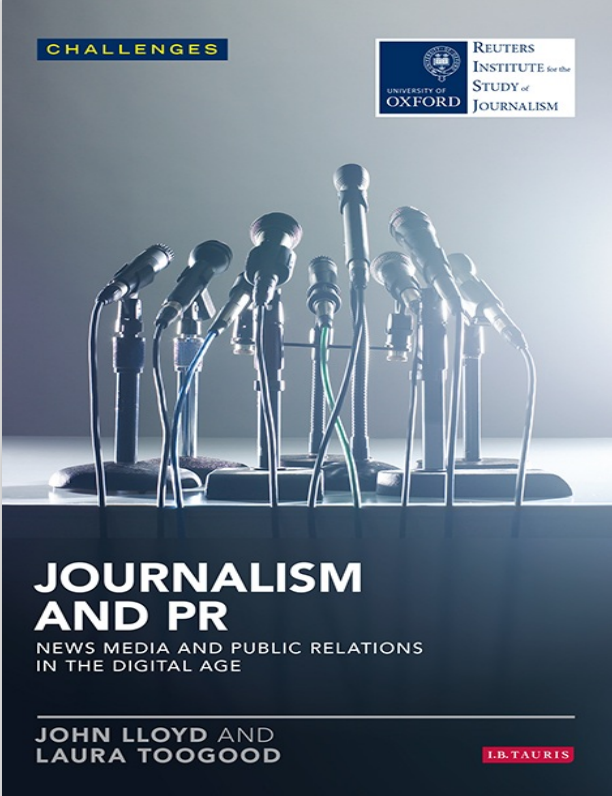 CHALLENGES
UNIVERSITY OF
OXFORD
REUTERS
INSTITUTE for the
STUDY of
JOURNALISM
JOURNALISM
AND PR
NEWS MEDIA AND PUBLIC RELATIONS
IN THE DIGITAL AGE
JOHN LLOYD AND
LAURA TOOGOOD
I.B.TAURIS